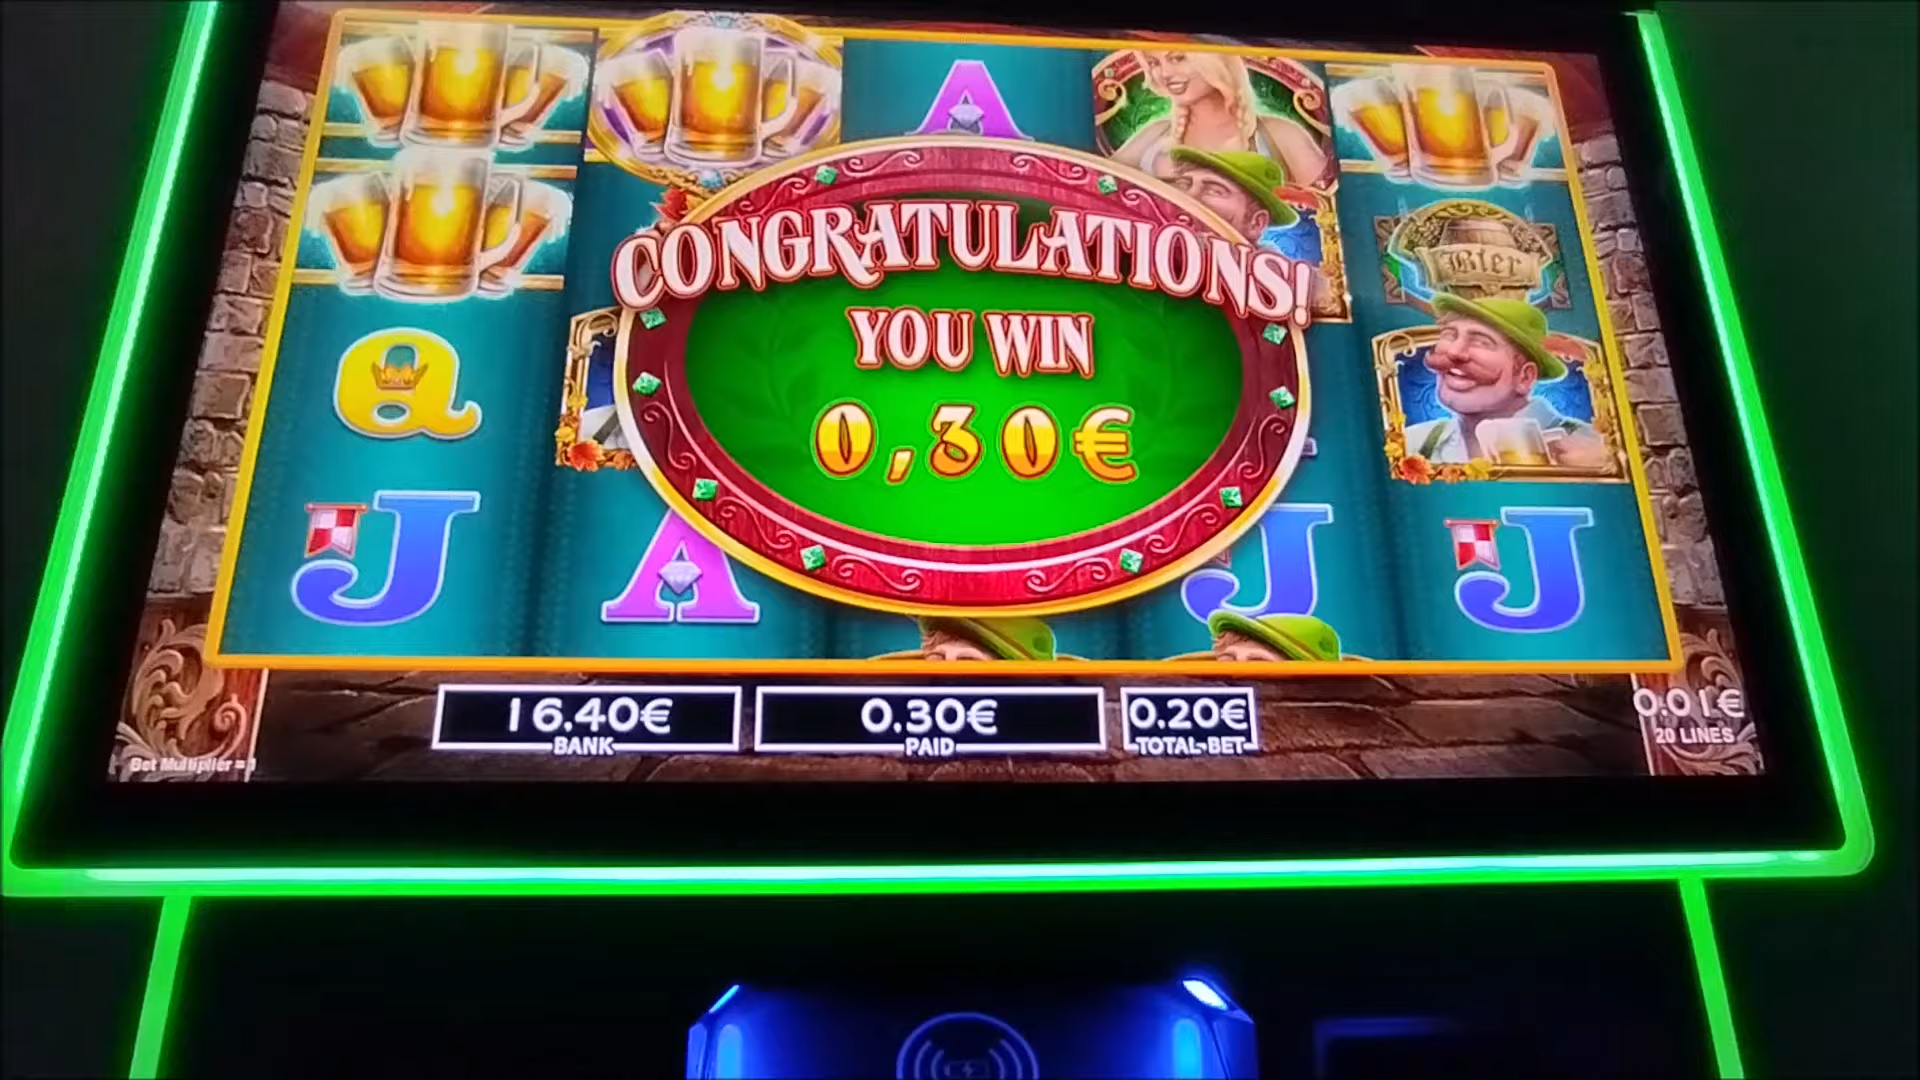 A
Bier
CONGRATULATIONS!
YOU WIN
0,30€
Q
J
A
J
J
16.40€
BANK
0.30€
PAID
0.20€
TOTAL BET
0.01€
20 LINES
Bet Multiplier = 1